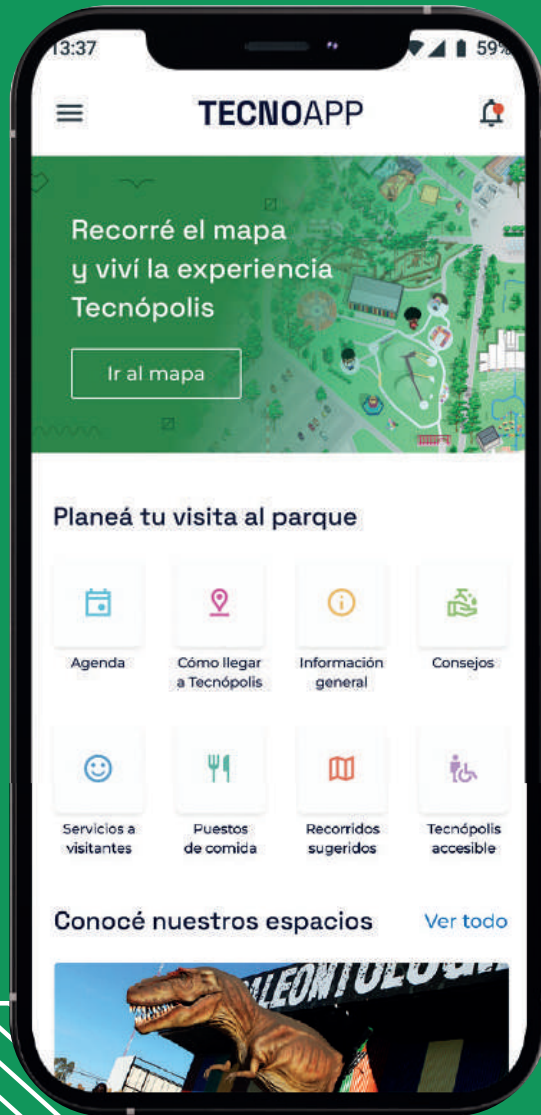 13:37
59%
TECNOAPP
Recorré el mapa
y viví la experiencia
Tecnópolis
Ir al mapa
Planeá tu visita al parque
Agenda
Cómo llegar
a Tecnópolis
Información
general
Consejos
Servicios a
visitantes
Puestos
de comida
Recorridos
sugeridos
Tecnópolis
accesible
Conocé nuestros espacios
Ver todo